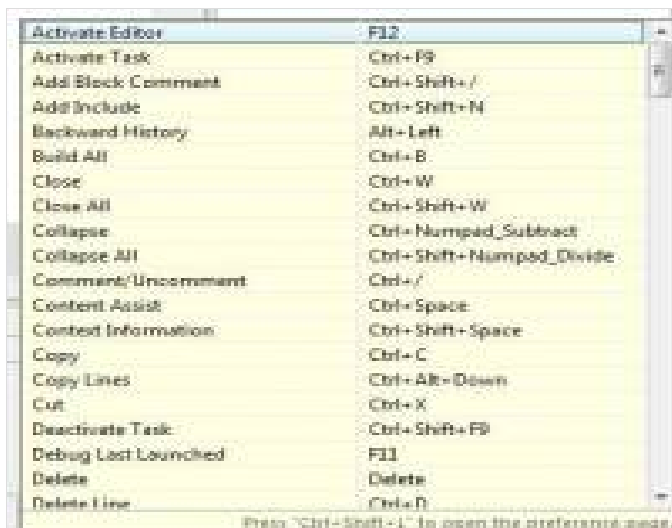 Activate Editor F12
Activate Task Ctrl+F9
Add Block Comment Ctrl+Shift+/
Add Include Ctrl+Shift+N
Backward History Alt+Left
Build All Ctrl+B
Close Ctrl+W
Close All Ctrl+Shift+W
Collapse Ctrl+Numpad_Subtract
Collapse All Ctrl+Shift+Numpad_Divide
Comment/Uncomment Ctrl+/
Content Assist Ctrl+Space
Context Information Ctrl+Shift+Space
Copy Ctrl+C
Copy Lines Ctrl+Alt+Down
Cut Ctrl+X
Deactivate Task Ctrl+Shift+F9
Debug Last Launched F11
Delete Delete
Delete Line Ctrl+D
Press "Ctrl+Shift+L" to open the preference page